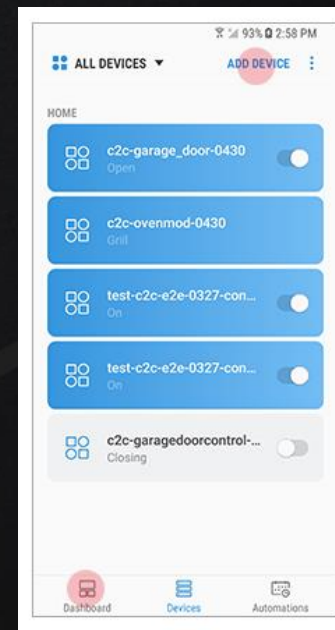 93% 2:58 PM
ALL DEVICES
ADD DEVICE
HOME
c2c-garage_door-0430
Open
c2c-ovenmod-0430
Grill
test-c2c-e2e-0327-con...
On
test-c2c-e2e-0327-con...
On
c2c-garagedoorcontrol-...
Closing
Dashboard Devices Automations